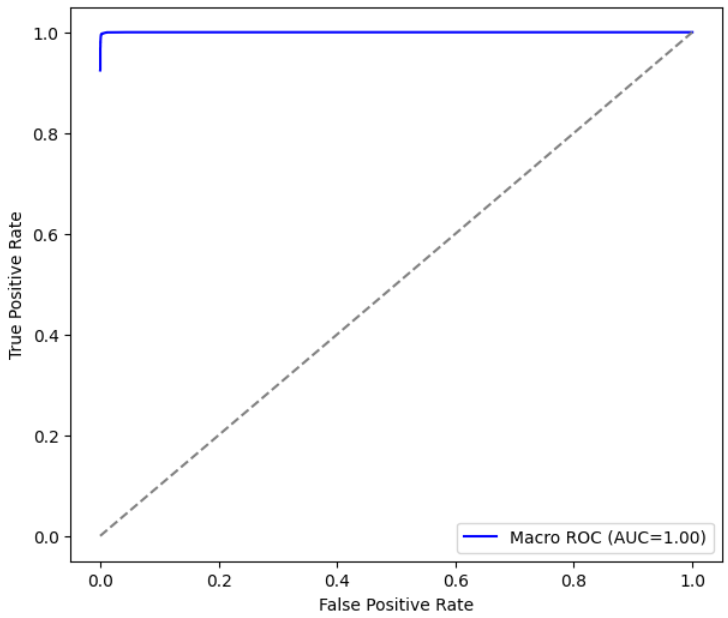 1.0
0.8
0.6
0.4
0.2
0.0
True Positive Rate
Macro ROC (AUC=1.00)
0.0 0.2 0.4 0.6 0.8 1.0
False Positive Rate